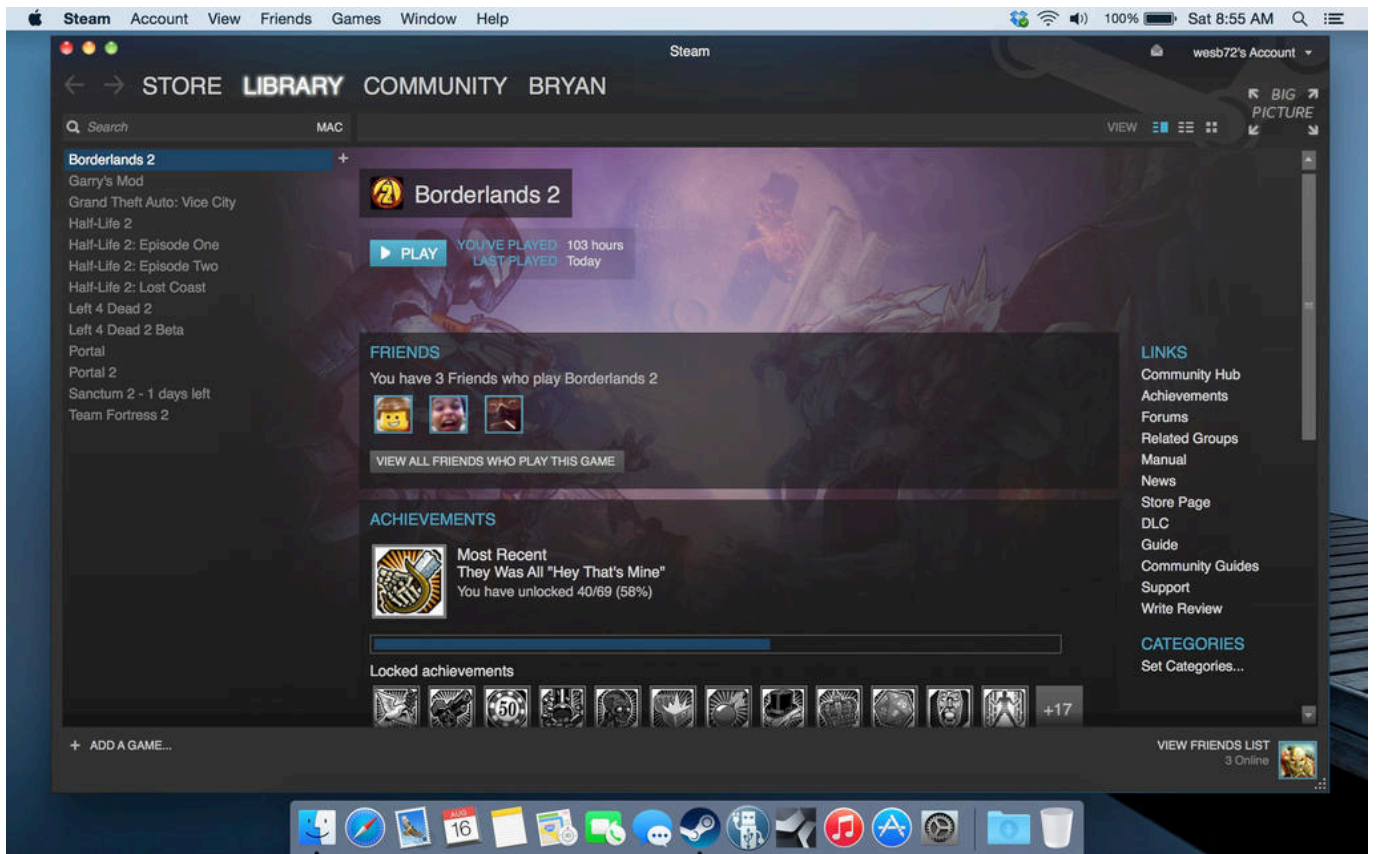 Steam Account View Friends Games Window Help 100% Sat 8:55 AM
Steam
wesb72's Account
STORE LIBRARY COMMUNITY BRYAN
BIG
PICTURE
Search MAC VIEW
Borderlands 2 +
Garry's Mod
Grand Theft Auto: Vice City
Half-Life 2
Half-Life 2: Episode One
Half-Life 2: Episode Two
Half-Life 2: Lost Coast
Left 4 Dead 2
Left 4 Dead 2 Beta
Portal
Portal 2
Sanctum 2 - 1 days left
Team Fortress 2
Borderlands 2
PLAY
YOU'VE PLAYED 103 hours
LAST PLAYED Today
FRIENDS
You have 3 Friends who play Borderlands 2
VIEW ALL FRIENDS WHO PLAY THIS GAME
ACHIEVEMENTS
Most Recent
They Was All "Hey That's Mine"
You have unlocked 40/69 (58%)
Locked achievements
50
+17
LINKS
Community Hub
Achievements
Forums
Related Groups
Manual
News
Store Page
DLC
Guide
Community Guides
Support
Write Review
CATEGORIES
Set Categories...
+ ADD A GAME...
VIEW FRIENDS LIST
3 Online
AUG
16